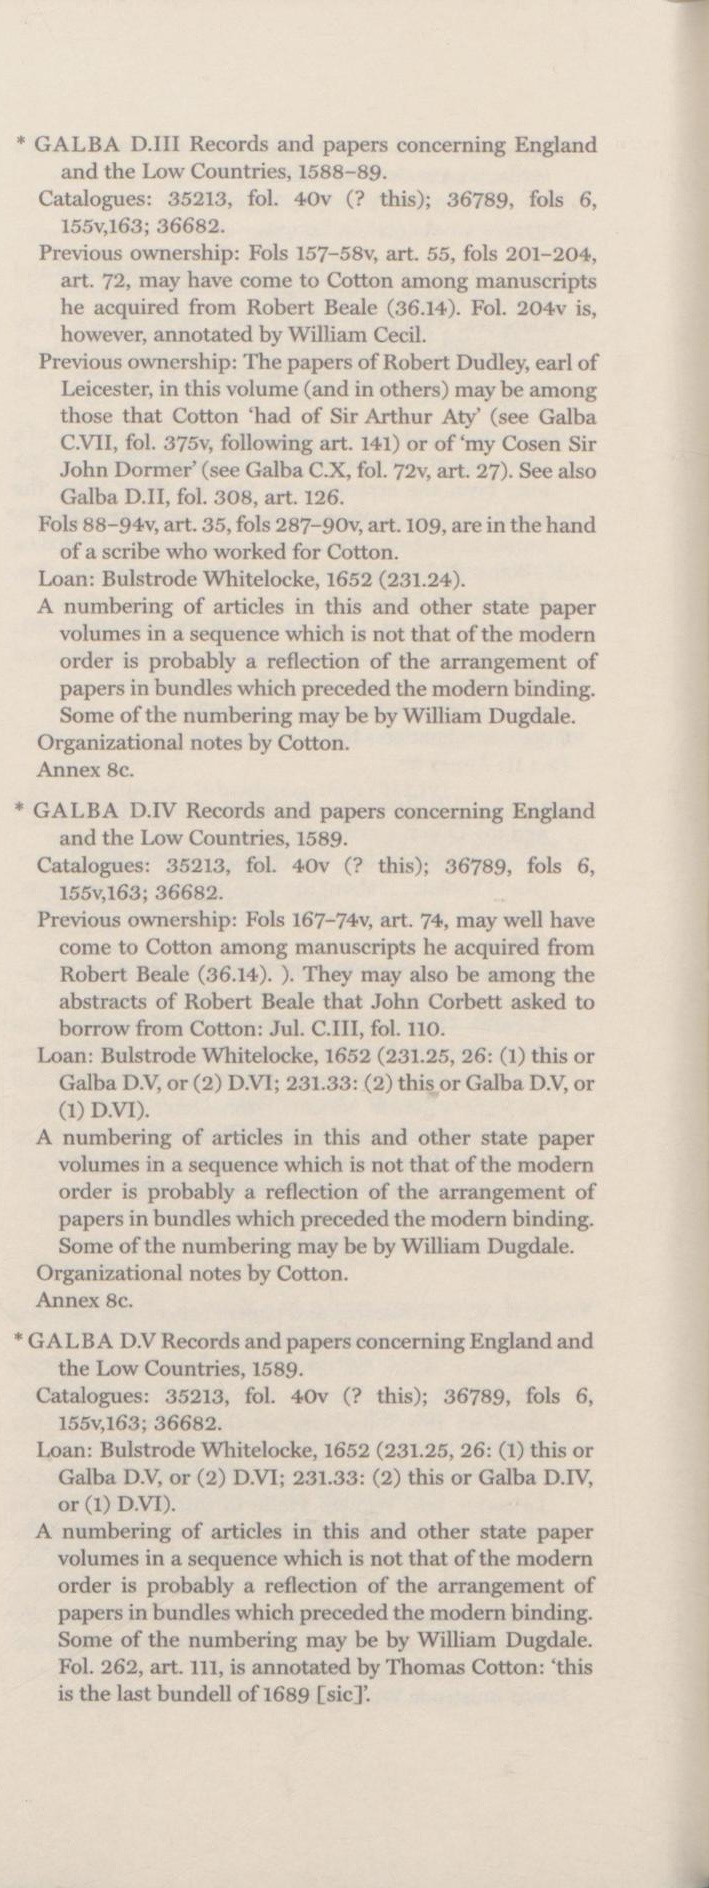 * GALBA D.III Records and papers concerning England
and the Low Countries, 1588–89.
Catalogues: 35213, fol. 40v (? this); 36789, fols 6,
155v,163; 36682.
Previous ownership: Fols 157–58v, art. 55, fols 201–204,
art. 72, may have come to Cotton among manuscripts
he acquired from Robert Beale (36.14). Fol. 204v is,
however, annotated by William Cecil.
Previous ownership: The papers of Robert Dudley, earl of
Leicester, in this volume (and in others) may be among
those that Cotton ‘had of Sir Arthur Aty’ (see Galba
C.VII, fol. 375v, following art. 141) or of ‘my Cosen Sir
John Dormer’ (see Galba C.X, fol. 72v, art. 27). See also
Galba D.II, fol. 308, art. 126.
Fols 88–94v, art. 35, fols 287–90v, art. 109, are in the hand
of a scribe who worked for Cotton.
Loan: Bulstrode Whitelocke, 1652 (231.24).
A numbering of articles in this and other state paper
volumes in a sequence which is not that of the modern
order is probably a reflection of the arrangement of
papers in bundles which preceded the modern binding.
Some of the numbering may be by William Dugdale.
Organizational notes by Cotton.
Annex 8c.
* GALBA D.IV Records and papers concerning England
and the Low Countries, 1589.
Catalogues: 35213, fol. 40v (? this); 36789, fols 6,
155v,163; 36682.
Previous ownership: Fols 167–74v, art. 74, may well have
come to Cotton among manuscripts he acquired from
Robert Beale (36.14). ). They may also be among the
abstracts of Robert Beale that John Corbett asked to
borrow from Cotton: Jul. C.III, fol. 110.
Loan: Bulstrode Whitelocke, 1652 (231.25, 26: (1) this or
Galba D.V, or (2) D.VI; 231.33: (2) this or Galba D.V, or
(1) D.VI).
A numbering of articles in this and other state paper
volumes in a sequence which is not that of the modern
order is probably a reflection of the arrangement of
papers in bundles which preceded the modern binding.
Some of the numbering may be by William Dugdale.
Organizational notes by Cotton.
Annex 8c.
* GALBA D.V Records and papers concerning England and
the Low Countries, 1589.
Catalogues: 35213, fol. 40v (? this); 36789, fols 6,
155v,163; 36682.
Loan: Bulstrode Whitelocke, 1652 (231.25, 26: (1) this or
Galba D.V, or (2) D.VI; 231.33: (2) this or Galba D.IV,
or (1) D.VI).
A numbering of articles in this and other state paper
volumes in a sequence which is not that of the modern
order is probably a reflection of the arrangement of
papers in bundles which preceded the modern binding.
Some of the numbering may be by William Dugdale.
Fol. 262, art. 111, is annotated by Thomas Cotton: ‘this
is the last bundell of 1689 [sic]’.